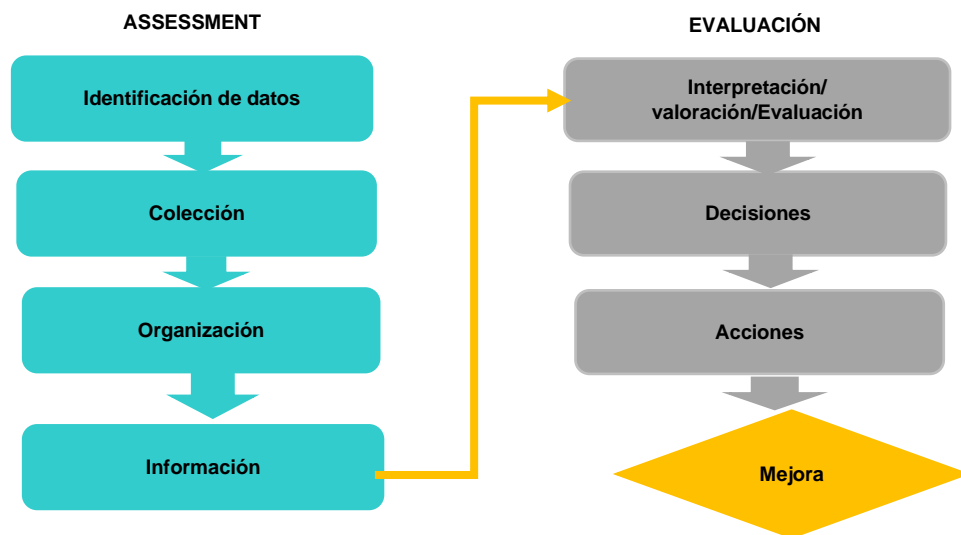 ASSESSMENT
Identificación de datos
Colección
Organización
Información
EVALUACIÓN
Interpretación/
valoración/Evaluación
Decisiones
Acciones
Mejora